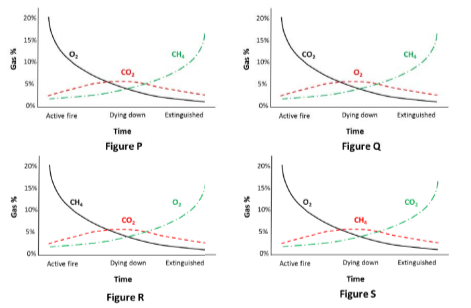 20%
15%
10%
5%
0%
Gas %
O₂
CO₂
CH₄
Active fire Dying down Extinguished
Time
Figure P
20%
15%
10%
5%
0%
Gas %
CO₂
O₂
CH₄
Active fire Dying down Extinguished
Time
Figure Q
20%
15%
10%
5%
0%
Gas %
CH₄
CO₂
O₂
Active fire Dying down Extinguished
Time
Figure R
20%
15%
10%
5%
0%
Gas %
O₂
CH₄
CO₂
Active fire Dying down Extinguished
Time
Figure S